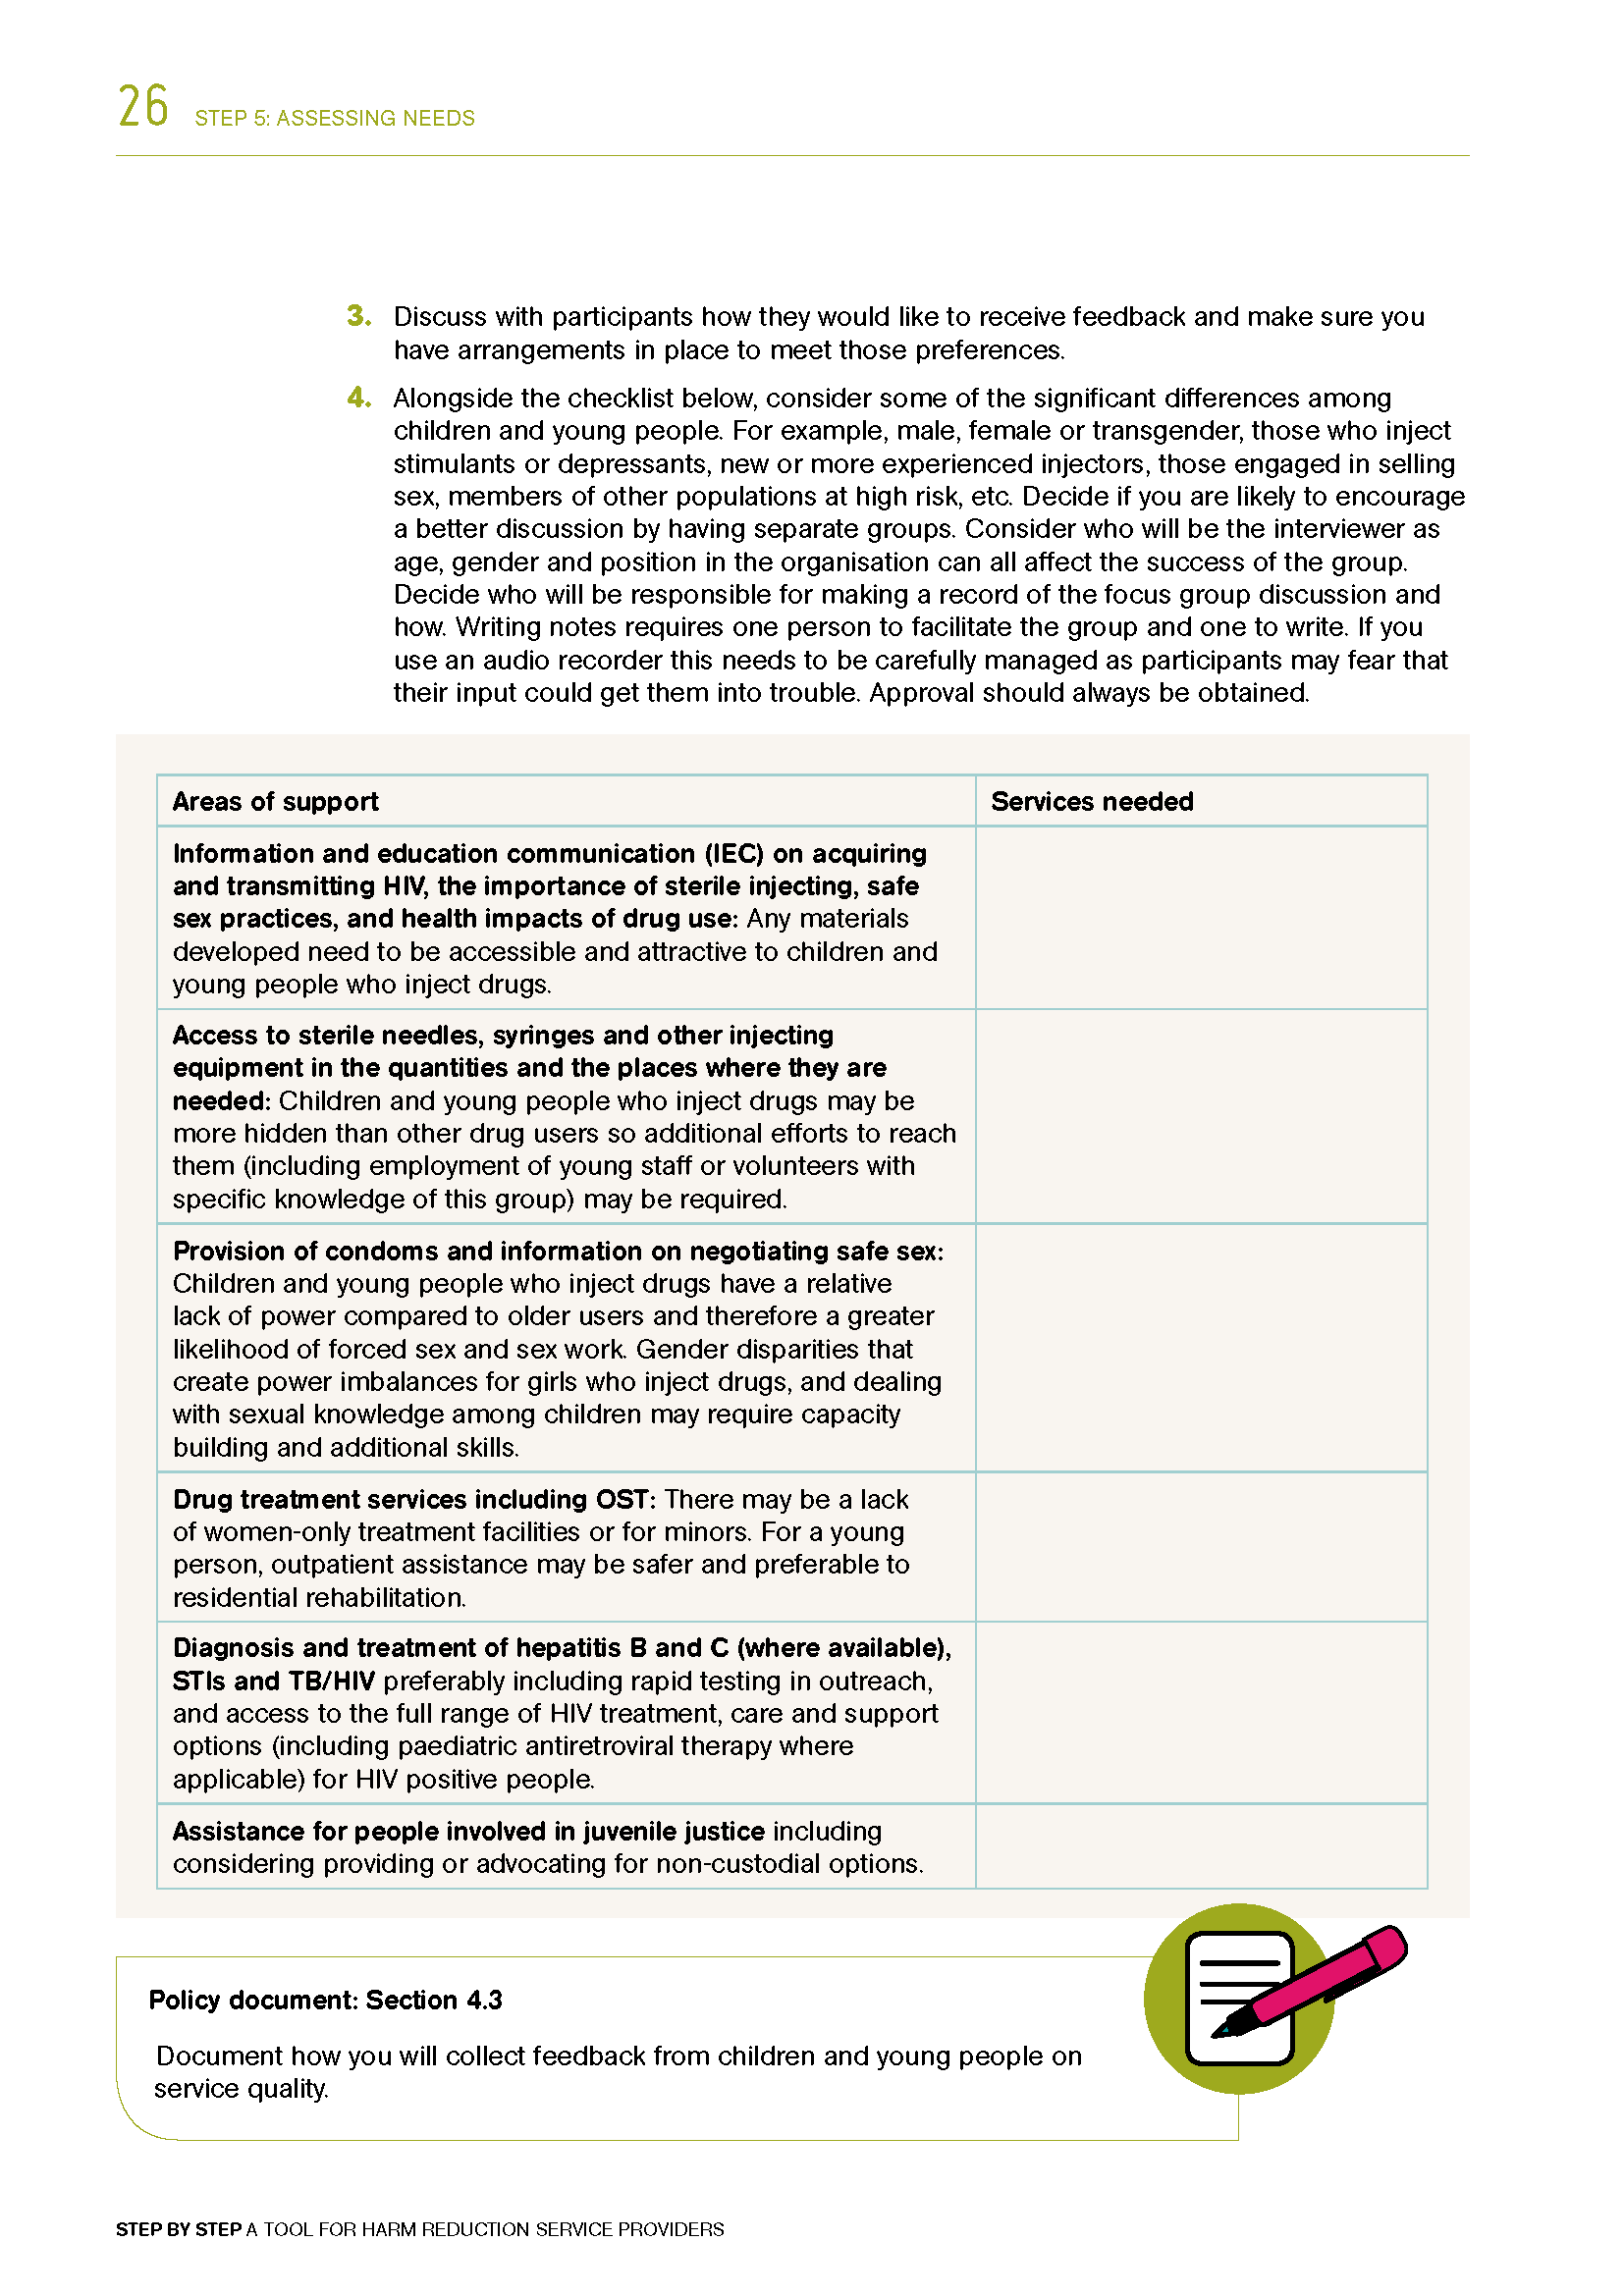 26 STEP 5: ASSESSING NEEDS
3. Discuss with participants how they would like to receive feedback and make sure you
have arrangements in place to meet those preferences.
4. Alongside the checklist below, consider some of the significant differences among
children and young people. For example, male, female or transgender, those who inject
stimulants or depressants, new or more experienced injectors, those engaged in selling
sex, members of other populations at high risk, etc. Decide if you are likely to encourage
a better discussion by having separate groups. Consider who will be the interviewer as
age, gender and position in the organisation can all affect the success of the group.
Decide who will be responsible for making a record of the focus group discussion and
how. Writing notes requires one person to facilitate the group and one to write. If you
use an audio recorder this needs to be carefully managed as participants may fear that
their input could get them into trouble. Approval should always be obtained.
Areas of support
Services needed
Information and education communication (IEC) on acquiring
and transmitting HIV, the importance of sterile injecting, safe
sex practices, and health impacts of drug use: Any materials
developed need to be accessible and attractive to children and
young people who inject drugs.
Access to sterile needles, syringes and other injecting
equipment in the quantities and the places where they are
needed: Children and young people who inject drugs may be
more hidden than other drug users so additional efforts to reach
them (including employment of young staff or volunteers with
specific knowledge of this group) may be required.
Provision of condoms and information on negotiating safe sex:
Children and young people who inject drugs have a relative
lack of power compared to older users and therefore a greater
likelihood of forced sex and sex work. Gender disparities that
create power imbalances for girls who inject drugs, and dealing
with sexual knowledge among children may require capacity
building and additional skills.
Drug treatment services including OST: There may be a lack
of women-only treatment facilities or for minors. For a young
person, outpatient assistance may be safer and preferable to
residential rehabilitation.
Diagnosis and treatment of hepatitis B and C (where available),
STIs and TB/HIV preferably including rapid testing in outreach,
and access to the full range of HIV treatment, care and support
options (including paediatric antiretroviral therapy where
applicable) for HIV positive people.
Assistance for people involved in juvenile justice including
considering providing or advocating for non-custodial options.
Policy document: Section 4.3
Document how you will collect feedback from children and young people on
service quality.
STEP BY STEP A TOOL FOR HARM REDUCTION SERVICE PROVIDERS